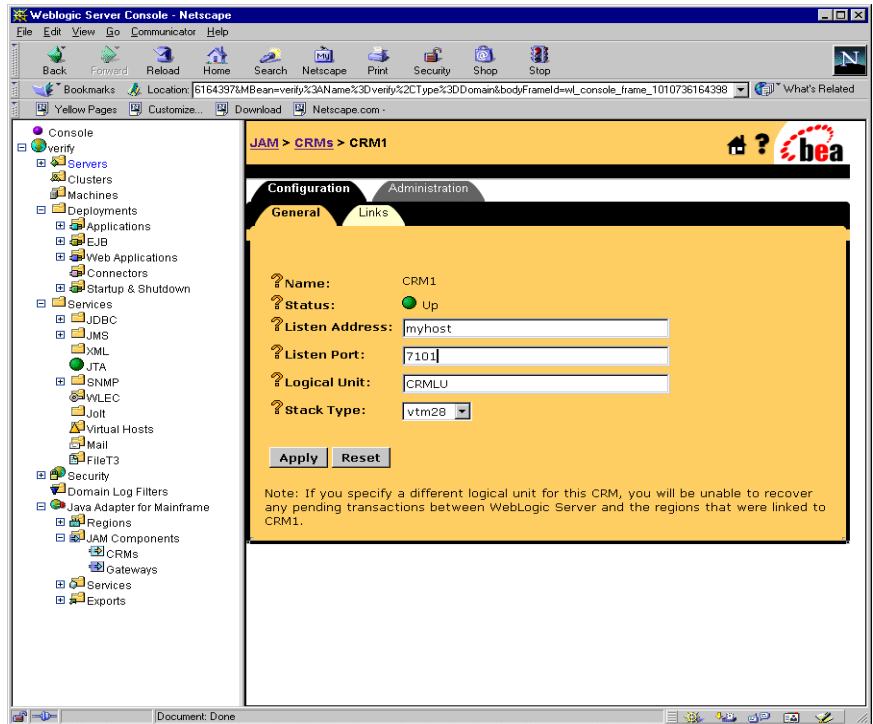 Weblogic Server Console - Netscape
File Edit View Go Communicator Help
Back Forward Reload Home Search Netscape Print Security Shop Stop
My
N
Bookmarks Location: 6164397&MBean=verify%3AName%3Dverify%2CType%3DDomain&bodyFrameId=wl_console_frame_1010736164398 What's Related
Yellow Pages Customize... Download Netscape.com -
Console
verify
Servers
Clusters
Machines
Deployments
Applications
EJB
Web Applications
Connectors
Startup & Shutdown
Services
JDBC
JMS
XML
JTA
SNMP
WLEC
Jolt
Virtual Hosts
Mail
FileT3
Security
Domain Log Filters
Java Adapter for Mainframe
Regions
JAM Components
CRMs
Gateways
Services
Exports
JAM > CRMs > CRM1
? bea
Configuration Administration
General Links
? Name: CRM1
? Status: Up
? Listen Address: myhost
? Listen Port: 7101
? Logical Unit: CRMLU
? Stack Type: vtm28
Apply Reset
Note: If you specify a different logical unit for this CRM, you will be unable to recover
any pending transactions between WebLogic Server and the regions that were linked to
CRM1.
Document: Done